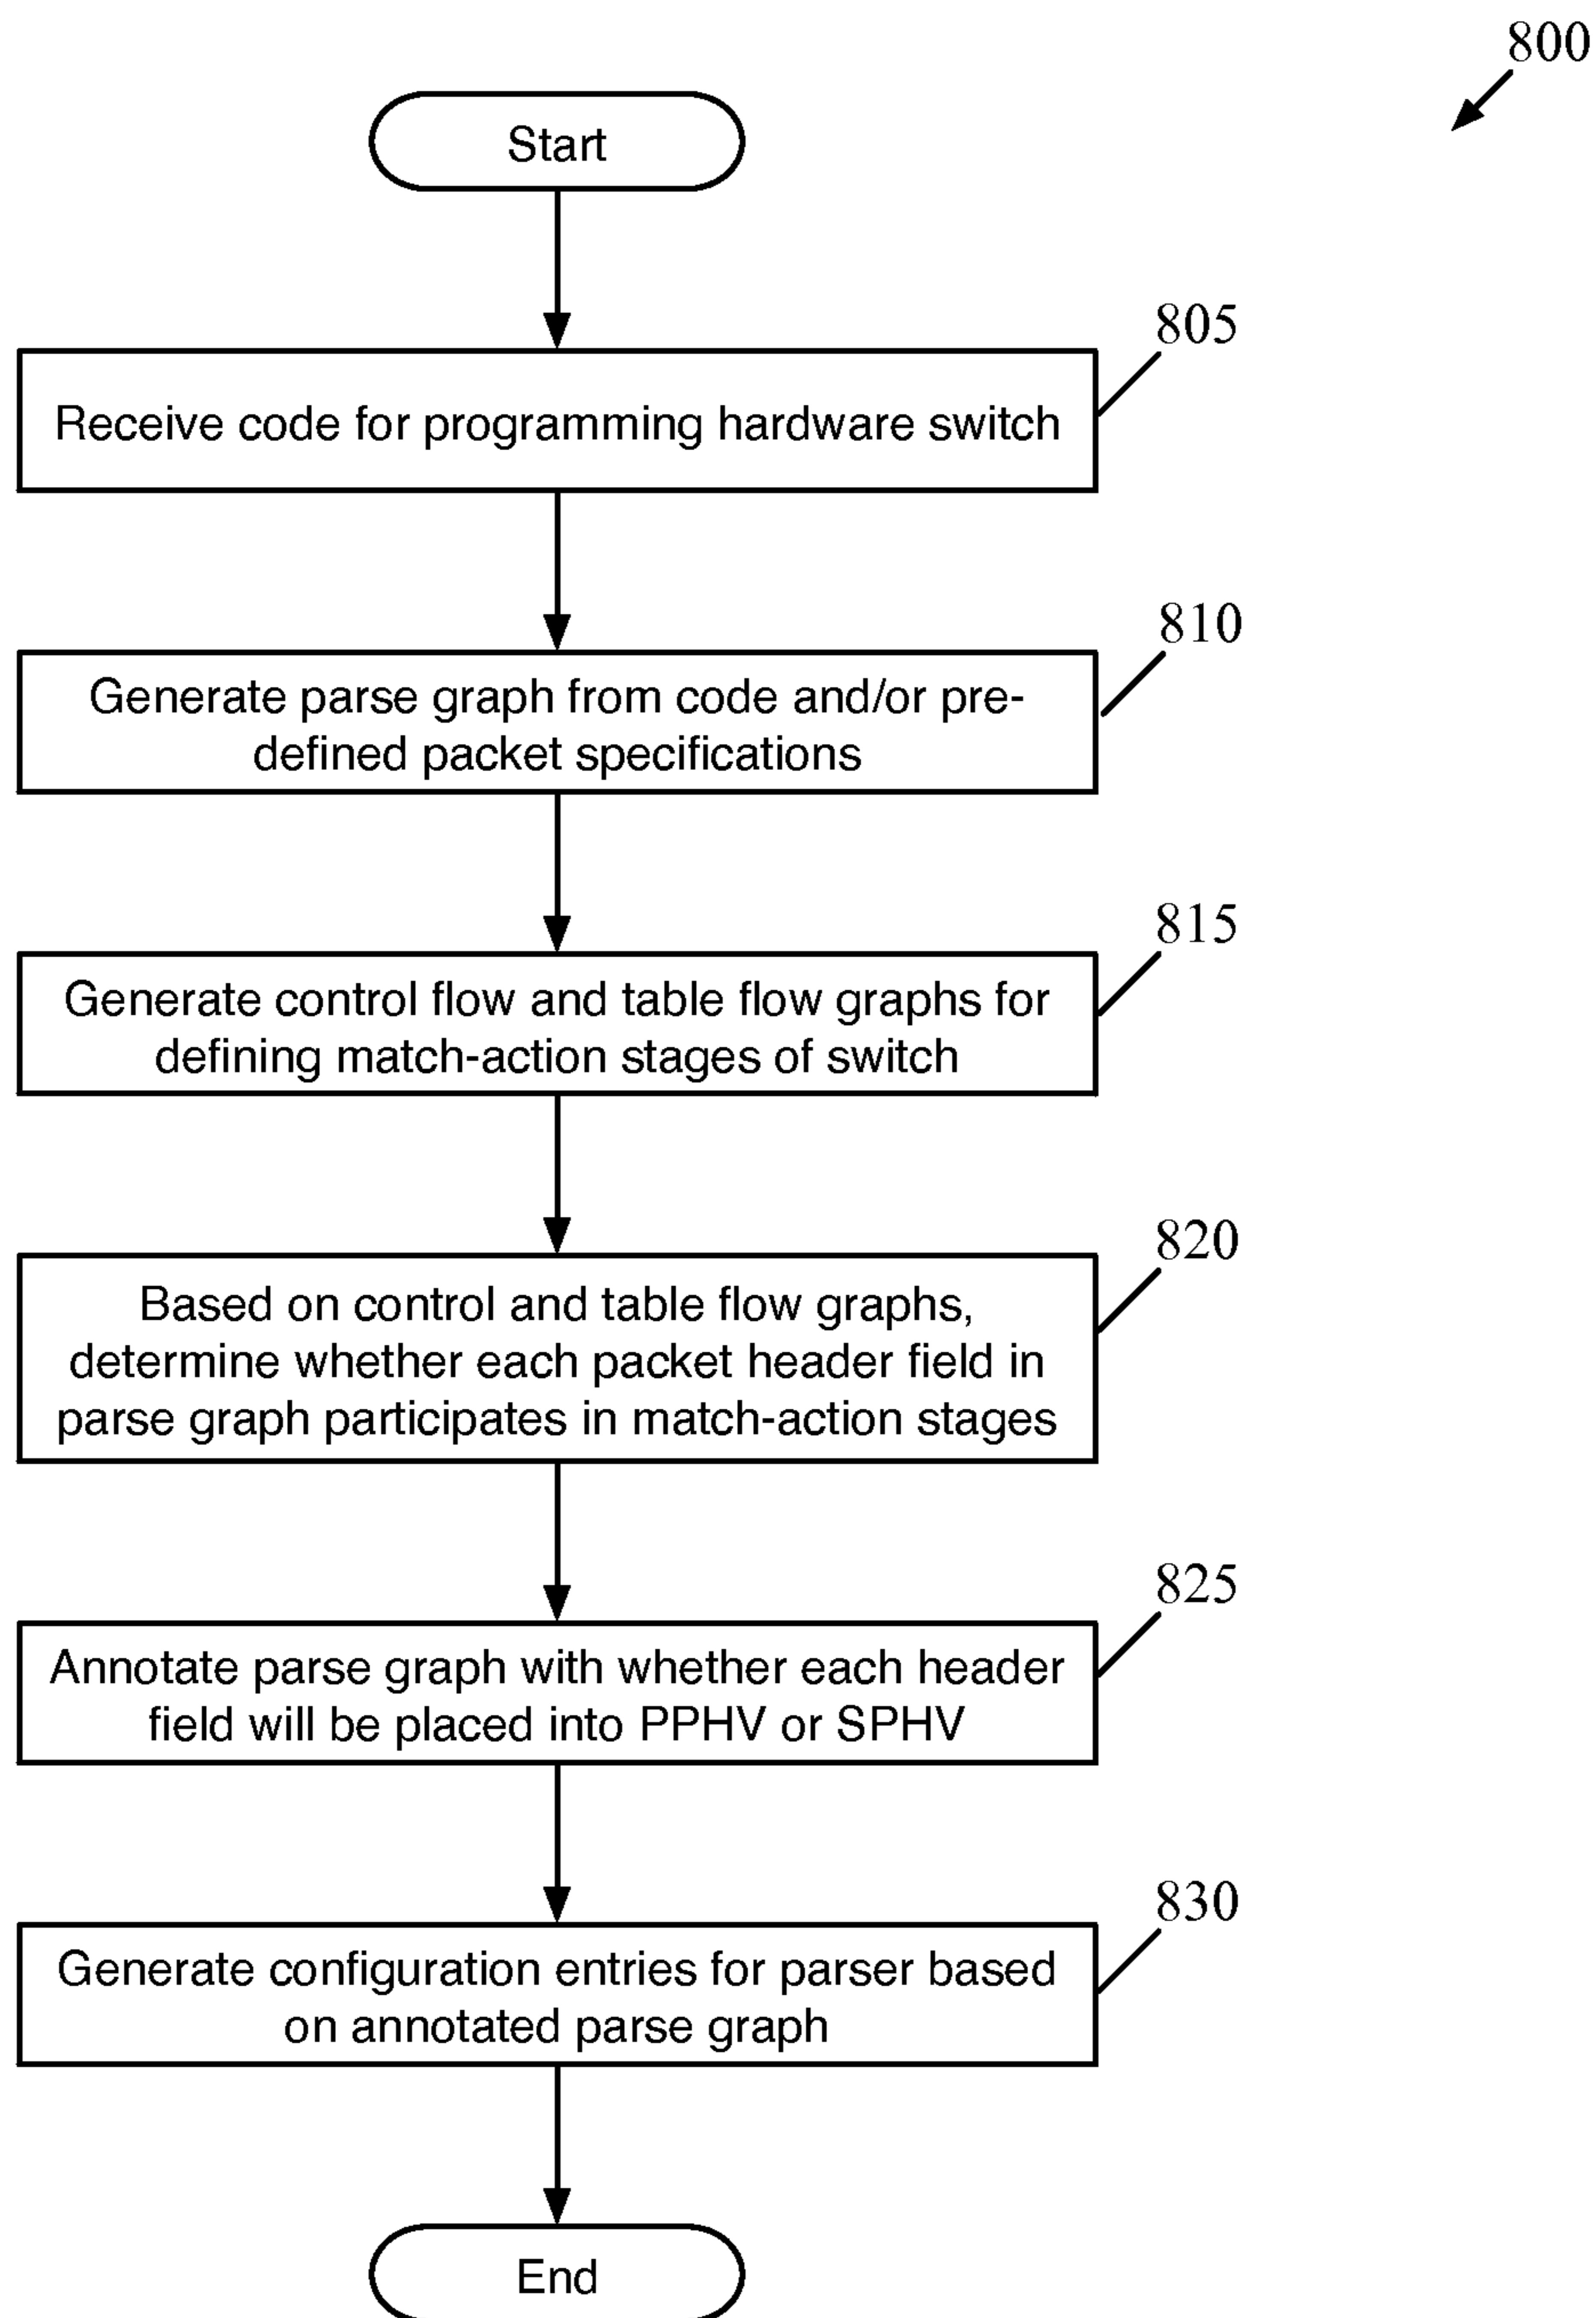 800
Start
805
Receive code for programming hardware switch
810
Generate parse graph from code and/or pre-
defined packet specifications
815
Generate control flow and table flow graphs for
defining match-action stages of switch
820
Based on control and table flow graphs,
determine whether each packet header field in
parse graph participates in match-action stages
825
Annotate parse graph with whether each header
field will be placed into PPHV or SPHV
830
Generate configuration entries for parser based
on annotated parse graph
End